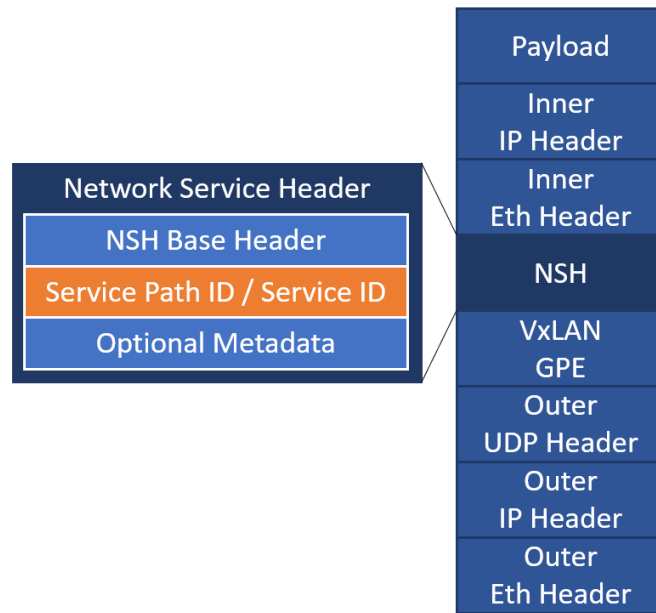 Network Service Header
NSH Base Header
Service Path ID / Service ID
Optional Metadata
Payload
Inner
IP Header
Inner
Eth Header
NSH
VxLAN
GPE
Outer
UDP Header
Outer
IP Header
Outer
Eth Header